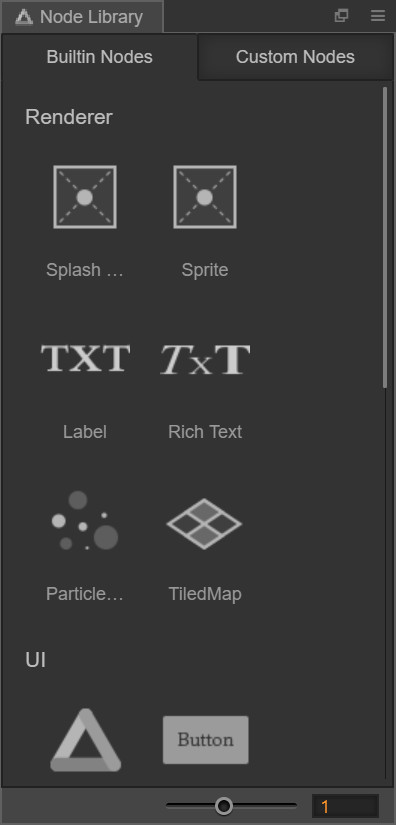 Node Library
Builtin Nodes
Custom Nodes
Renderer
Splash ...
Sprite
TXT
TxT
Label
Rich Text
Particle...
TiledMap
UI
Button
1